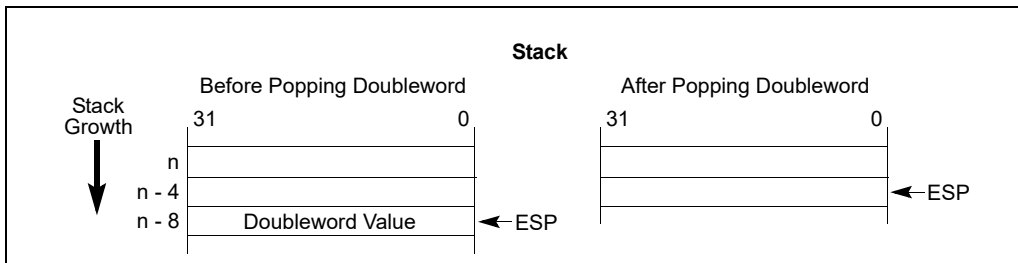 Stack
Before Popping Doubleword
After Popping Doubleword
Stack
Growth
31 0
31 0
n
n - 4
ESP
n - 8 Doubleword Value ESP